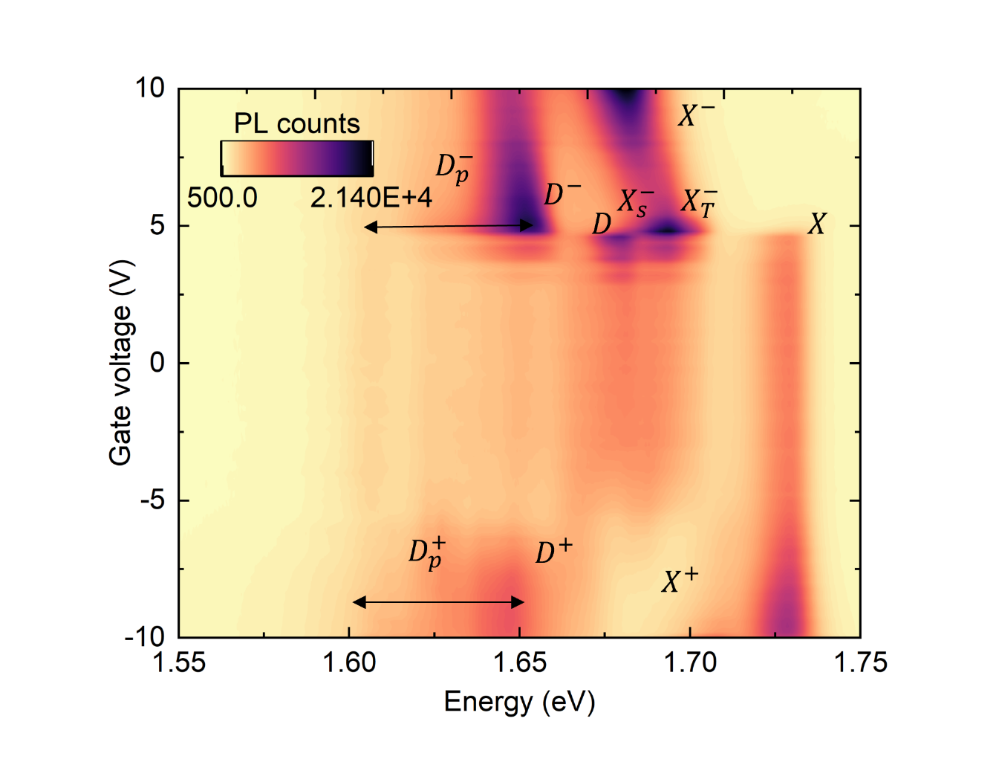 10
PL counts
500.0 2.140E+4
X⁻
D⁻ₚ
D⁻
X⁻ₛ
X⁻_T
D
X
5
0
-5
-10
Gate voltage (V)
D⁺ₚ
D⁺
X⁺
1.55 1.60 1.65 1.70 1.75
Energy (eV)